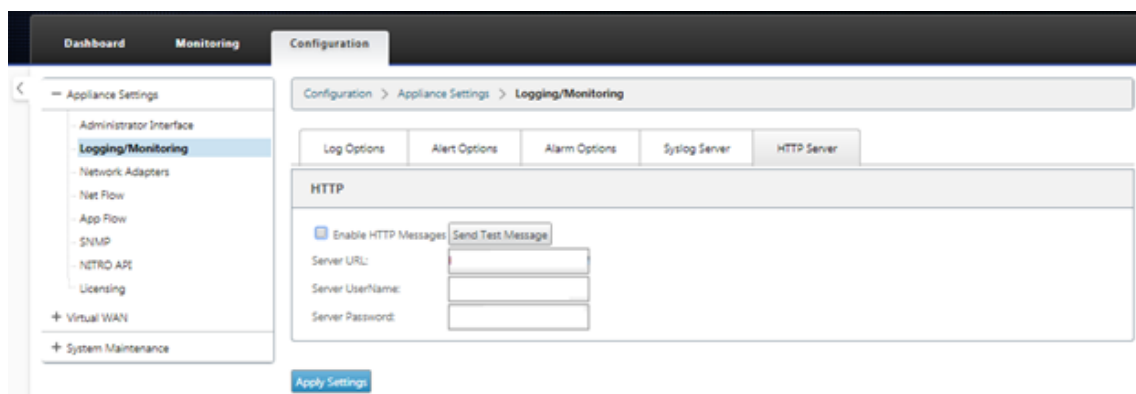 Dashboard Monitoring Configuration
Appliance Settings
Configuration > Appliance Settings > Logging/Monitoring
Administrator Interface
Logging/Monitoring
Network Adapters
Net Flow
App Flow
SNMP
NITRO API
Licensing
Virtual WAN
System Maintenance
Log Options Alert Options Alarm Options Syslog Server HTTP Server
HTTP
Enable HTTP Messages Send Test Message
Server URL:
Server UserName:
Server Password:
Apply Settings